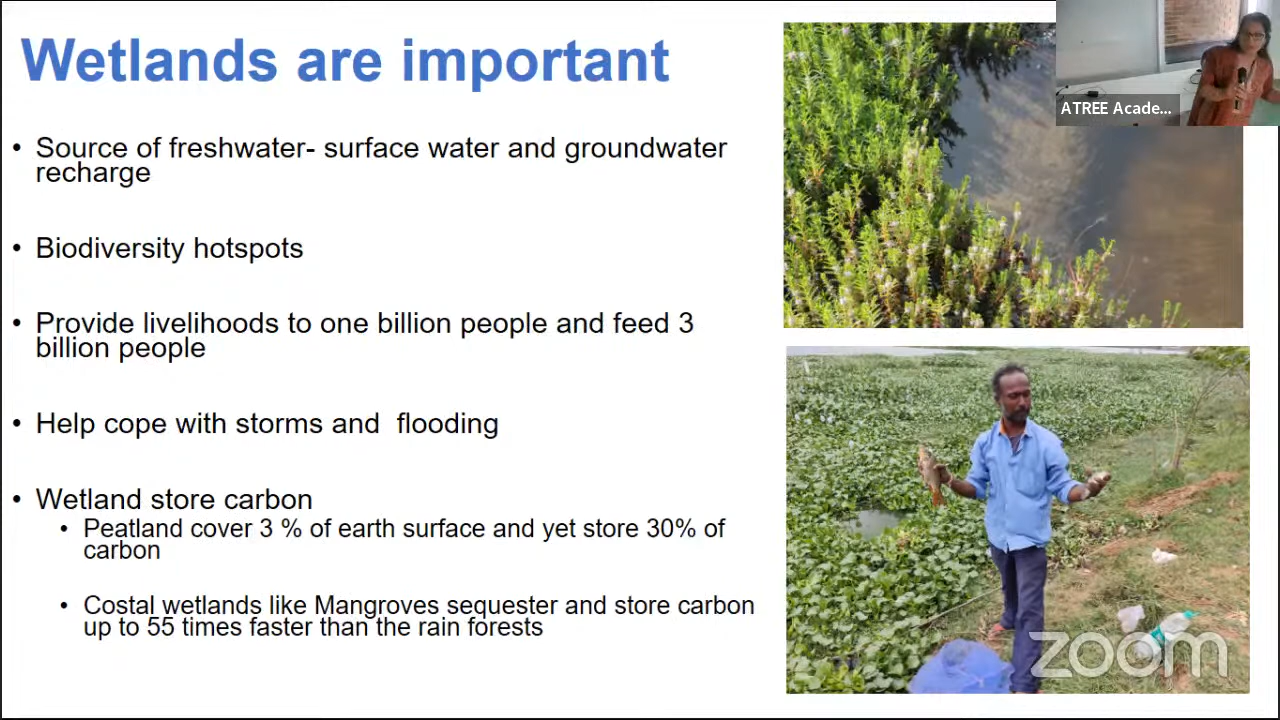 Wetlands are important
ATREE Acade...
• Source of freshwater- surface water and groundwater
recharge
• Biodiversity hotspots
• Provide livelihoods to one billion people and feed 3
billion people
• Help cope with storms and  flooding
• Wetland store carbon
• Peatland cover 3 % of earth surface and yet store 30% of
carbon
• Costal wetlands like Mangroves sequester and store carbon
up to 55 times faster than the rain forests
zoom